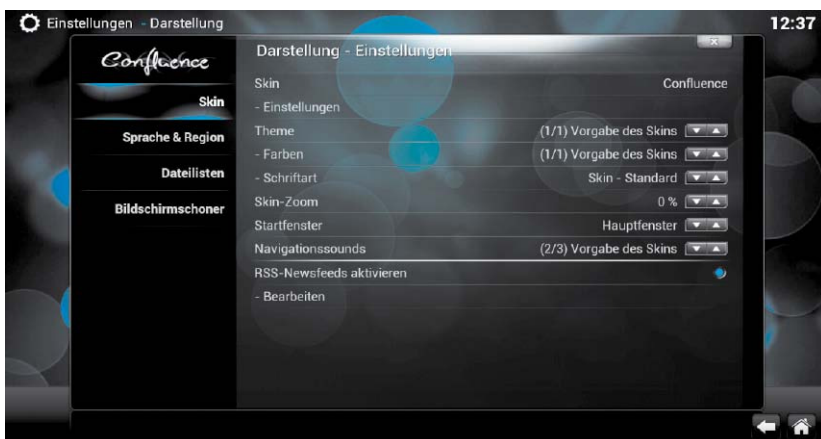 Einstellungen - Darstellung
12:37
Confluence
Skin
Sprache & Region
Dateilisten
Bildschirmschoner
Darstellung - Einstellungen
Skin Confluence
- Einstellungen
Theme (1/1) Vorgabe des Skins
- Farben (1/1) Vorgabe des Skins
- Schriftart Skin - Standard
Skin-Zoom 0 %
Startfenster Hauptfenster
Navigationssounds (2/3) Vorgabe des Skins
RSS-Newsfeeds aktivieren
- Bearbeiten